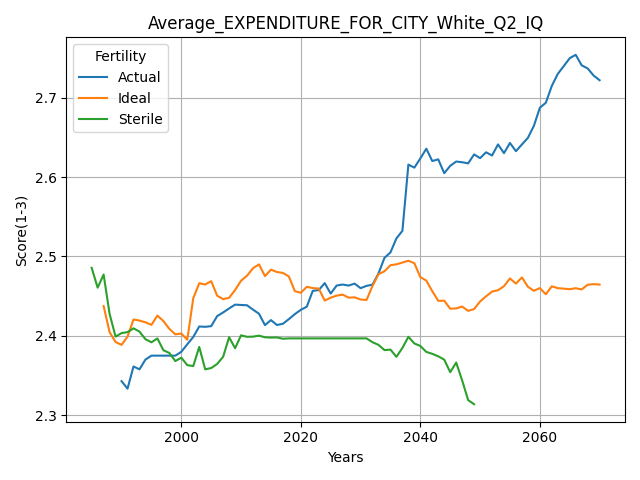 Average_EXPENDITURE_FOR_CITY_White_Q2_IQ
Fertility
Actual
Ideal
Sterile
Score(1-3)
2.7
2.6
2.5
2.4
2.3
2000
2020
2040
2060
Years